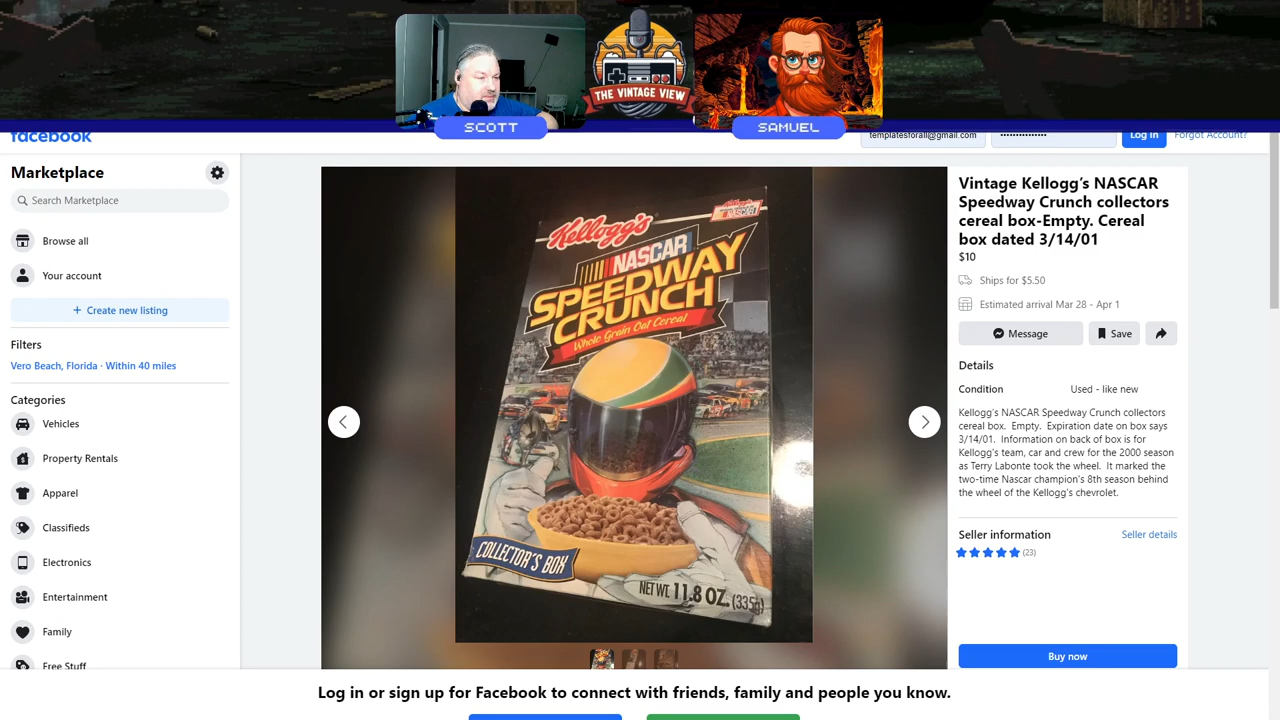 THE VINTAGE VIEW
SCOTT
SAMUEL
facebook
templatesforall@gmail.com
Log In
Forgot Account?
Marketplace
Search Marketplace
Browse all
Your account
+ Create new listing
Filters
Vero Beach, Florida · Within 40 miles
Categories
Vehicles
Property Rentals
Apparel
Classifieds
Electronics
Entertainment
Family
Free Stuff
Kellogg's
NASCAR
SPEEDWAY
CRUNCH
Whole Grain Oat Cereal
COLLECTOR'S BOX
NET WT. 11.8 OZ. (335g)
Vintage Kellogg's NASCAR
Speedway Crunch collectors
cereal box-Empty. Cereal
box dated 3/14/01
$10
Ships for $5.50
Estimated arrival Mar 28 - Apr 1
Message
Save
Details
Condition
Used - like new
Kellogg's NASCAR Speedway Crunch collectors
cereal box. Empty. Expiration date on box says
3/14/01. Information on back of box is for
Kellogg's team, car and crew for the 2000 season
as Terry Labonte took the wheel. It marked the
two-time Nascar champion's 8th season behind
the wheel of the Kellogg's chevrolet.
Seller information
Seller details
(23)
Buy now
Log in or sign up for Facebook to connect with friends, family and people you know.